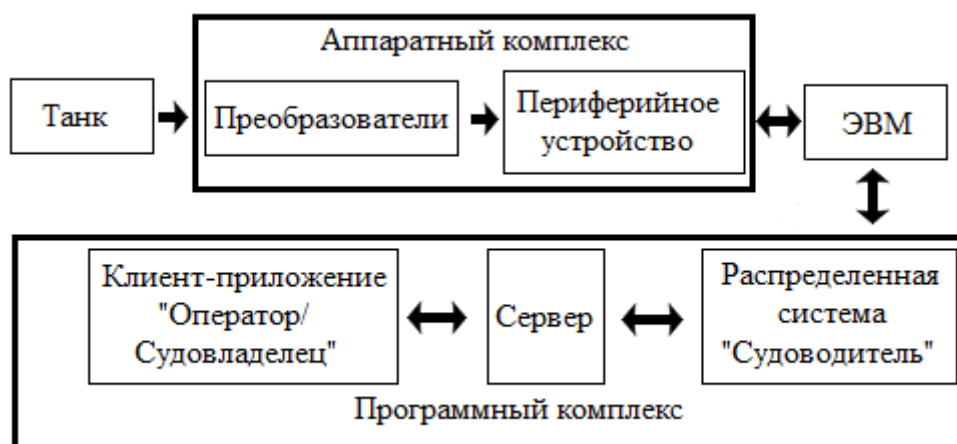 Аппаратный комплекс
Танк
Преобразователи
Периферийное
устройство
ЭВМ
Клиент-приложение
"Оператор/
Судовладелец"
Сервер
Распределенная
система
"Судоводитель"
Программный комплекс